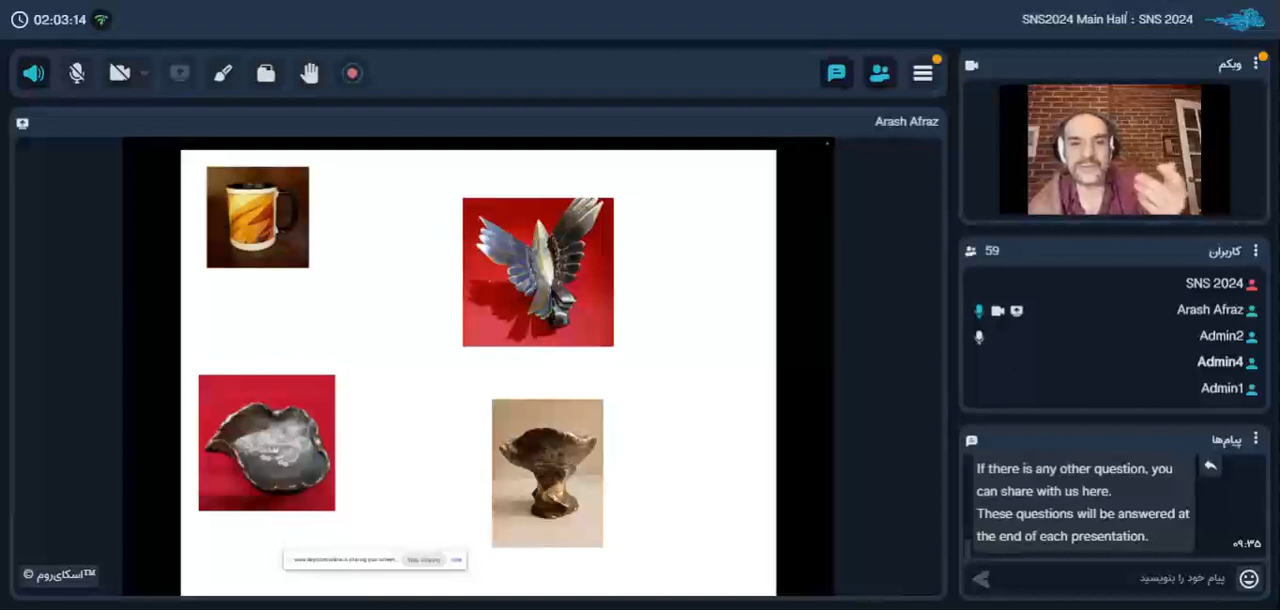 02:03:14
SNS2024 Main Hall : SNS 2024
Arash Afraz
وبکم
59
کاربران
SNS 2024
Arash Afraz
Admin2
Admin4
Admin1
پیام‌ها
If there is any other question, you
can share with us here.
These questions will be answered at
the end of each presentation.
۰۹:۳۵
پیام خود را بنویسید
© اسکای‌روم™